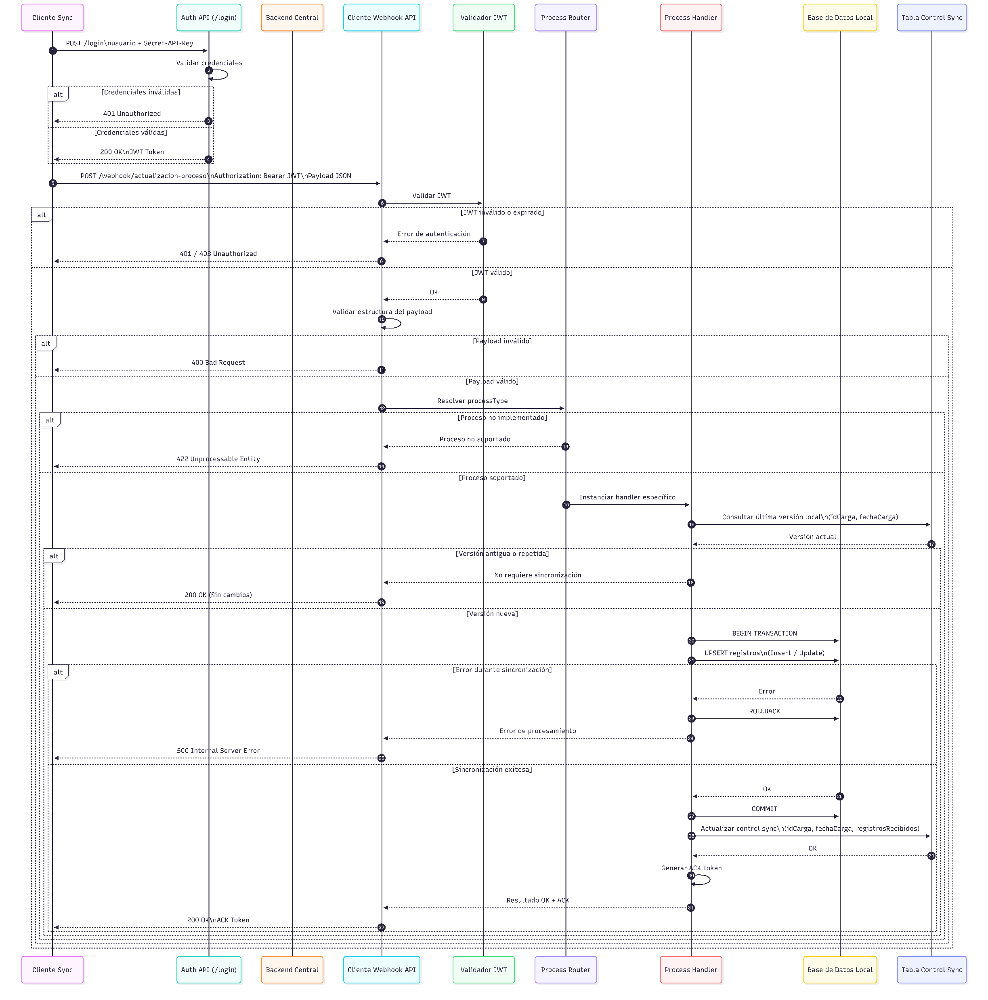 Cliente Sync
Auth API (/login)
Backend Central
Cliente Webhook API
Validador JWT
Process Router
Process Handler
Base de Datos Local
Tabla Control Sync
POST /login\nusuario + Secret-API-Key
1
Validar credenciales
2
alt
[Credenciales inválidas]
401 Unauthorized
3
[Credenciales válidas]
200 OK\nJWT Token
4
POST /webhook/actualizacion-proceso\nAuthorization: Bearer JWT\nPayload JSON
5
Validar JWT
6
alt
[JWT inválido o expirado]
Error de autenticación
7
401 / 403 Unauthorized
8
[JWT válido]
OK
9
Validar estructura del payload
10
alt
[Payload inválido]
400 Bad Request
11
[Payload válido]
Resolver processType
12
alt
[Proceso no implementado]
Proceso no soportado
13
422 Unprocessable Entity
14
[Proceso soportado]
Instanciar handler específico
15
Consultar última versión local\n(idCarga, fechaCarga)
16
Versión actual
17
alt
[Versión antigua o repetida]
No requiere sincronización
18
200 OK (Sin cambios)
19
[Versión nueva]
BEGIN TRANSACTION
20
UPSERT registros\n(Insert / Update)
21
alt
[Error durante sincronización]
Error
22
ROLLBACK
23
Error de procesamiento
24
500 Internal Server Error
25
[Sincronización exitosa]
OK
26
COMMIT
27
Actualizar control sync\n(idCarga, fechaCarga, registrosRecibidos)
28
OK
29
Generar ACK Token
30
Resultado OK + ACK
31
200 OK\nACK Token
32
Cliente Sync
Auth API (/login)
Backend Central
Cliente Webhook API
Validador JWT
Process Router
Process Handler
Base de Datos Local
Tabla Control Sync